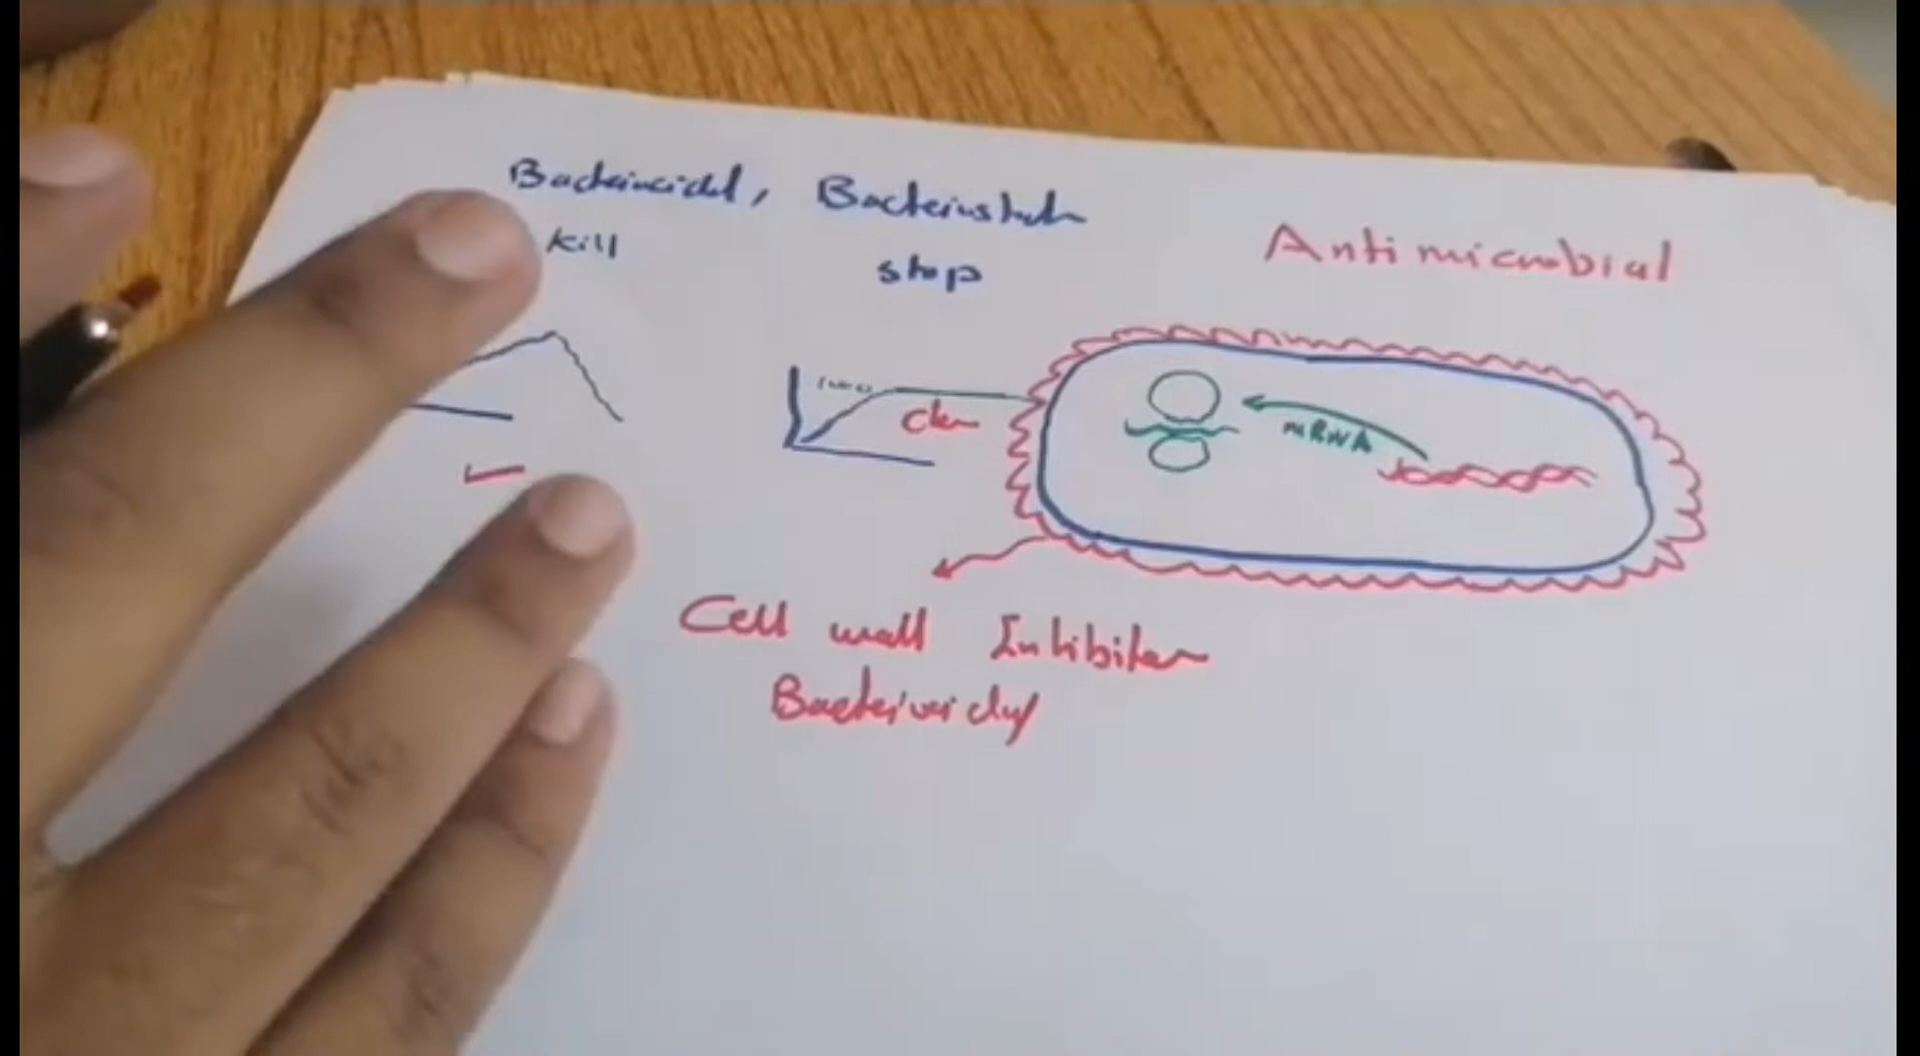 Bactericidal, Bacteriostatic
kill
stop
Antimicrobial
mRNA
Cell wall Inhibitor
Bactericidal